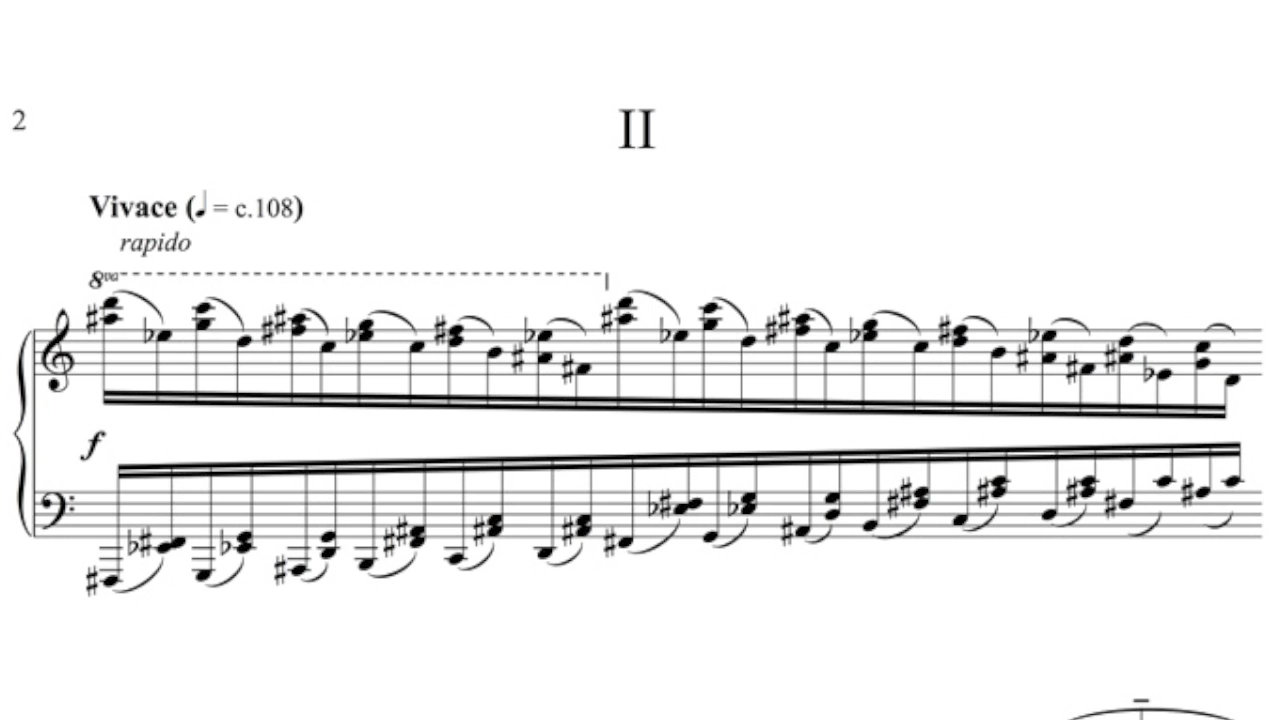 2
II
Vivace (♩ = c.108)
rapido
8va
f